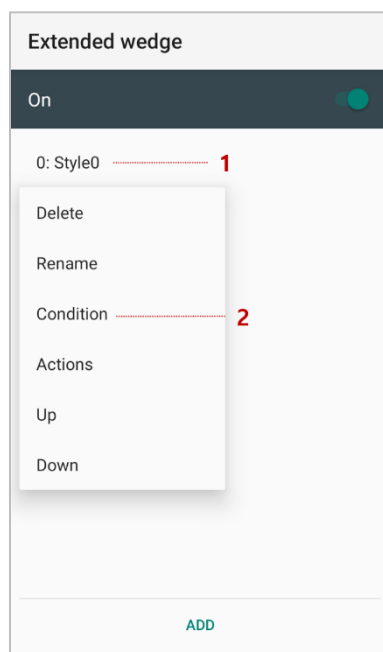 Extended wedge
On
0: Style0 1
Delete
Rename
Condition 2
Actions
Up
Down
ADD